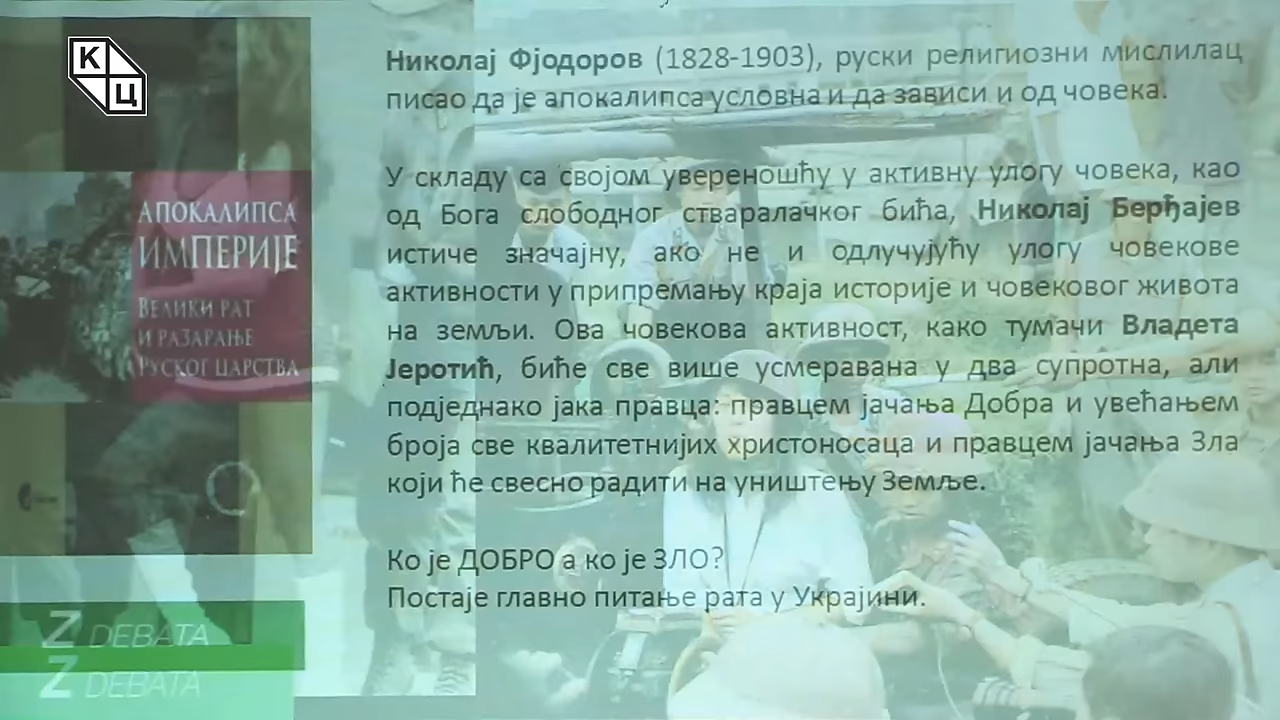 К
Ц
Николај Фјодоров (1828-1903), руски религиозни мислилац
писао да је апокалипса условна и да зависи и од човека.
У складу са својом увереношћу у активну улогу човека, као
од Бога слободног стваралачког бића, Николај Берђајев
истиче значајну, ако не и одлучујућу улогу човекове
активности у припремању краја историје и човековог живота
на земљи. Ова човекова активност, како тумачи Владета
Јеротић, биће све више усмеравана у два супротна, али
подједнако јака правца: правцем јачања Добра и увећањем
броја све квалитетнијих христоносаца и правцем јачања Зла
који ће свесно радити на уништењу Земље.
Ко је ДОБРО а ко је ЗЛО?
Постаје главно питање рата у Украјини.
АПОКАЛИПСА
ИМПЕРИЈЕ
ВЕЛИКИ РАТ
И РАЗАРАЊЕ
РУСКОГ ЦАРСТВА
Z DEBATA
Z DEBATA